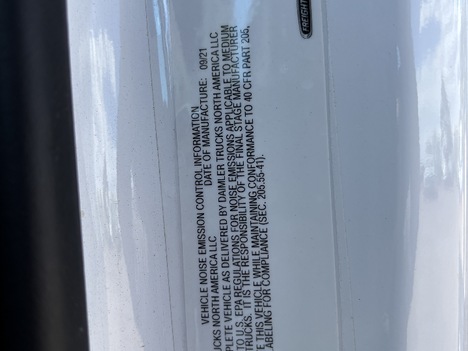 VEHICLE NOISE EMISSION CONTROL INFORMATION
DATE OF MANUFACTURE: 09/21
UCKS NORTH AMERICA LLC
PLETE VEHICLE AS DELIVERED BY DAIMLER TRUCKS NORTH AMERICA LLC
TO U.S. EPA REGULATIONS FOR NOISE EMISSIONS APPLICABLE TO MEDIUM
TRUCKS. IT IS THE RESPONSIBILITY OF THE FINAL STAGE MANUFACTURER
TE THIS VEHICLE WHILE MAINTAINING CONFORMANCE TO 40 CFR PART 205,
LABELING FOR COMPLIANCE (SEC. 205.55-41).
FREIGHT